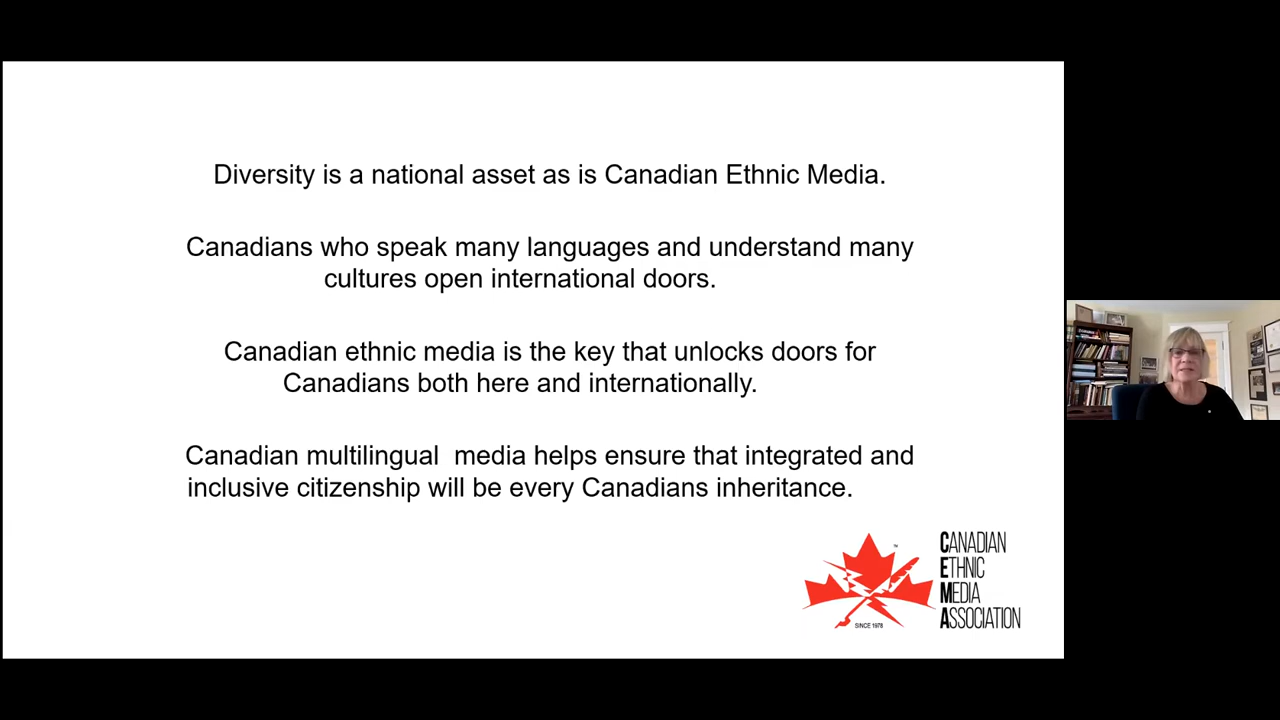 Diversity is a national asset as is Canadian Ethnic Media.
Canadians who speak many languages and understand many
cultures open international doors.
Canadian ethnic media is the key that unlocks doors for
Canadians both here and internationally.
Canadian multilingual  media helps ensure that integrated and
inclusive citizenship will be every Canadians inheritance.
TM
SINCE 1978
CANADIAN
ETHNIC
MEDIA
ASSOCIATION